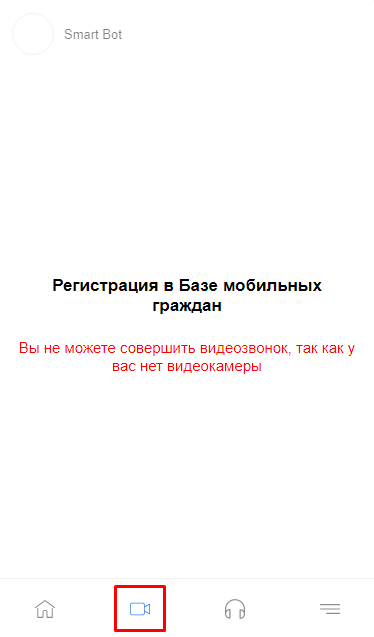 Smart Bot
Регистрация в Базе мобильных
граждан
Вы не можете совершить видеозвонок, так как у
вас нет видеокамеры